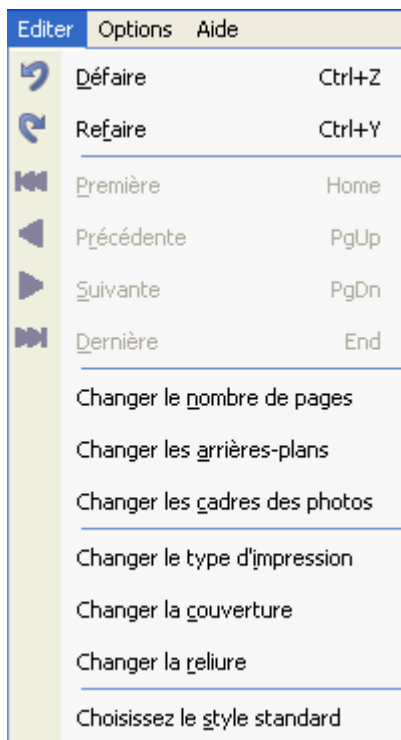 Editer Options Aide
Défaire Ctrl+Z
Refaire Ctrl+Y
Première Home
Précédente PgUp
Suivante PgDn
Dernière End
Changer le nombre de pages
Changer les arrières-plans
Changer les cadres des photos
Changer le type d'impression
Changer la couverture
Changer la reliure
Choisissez le style standard